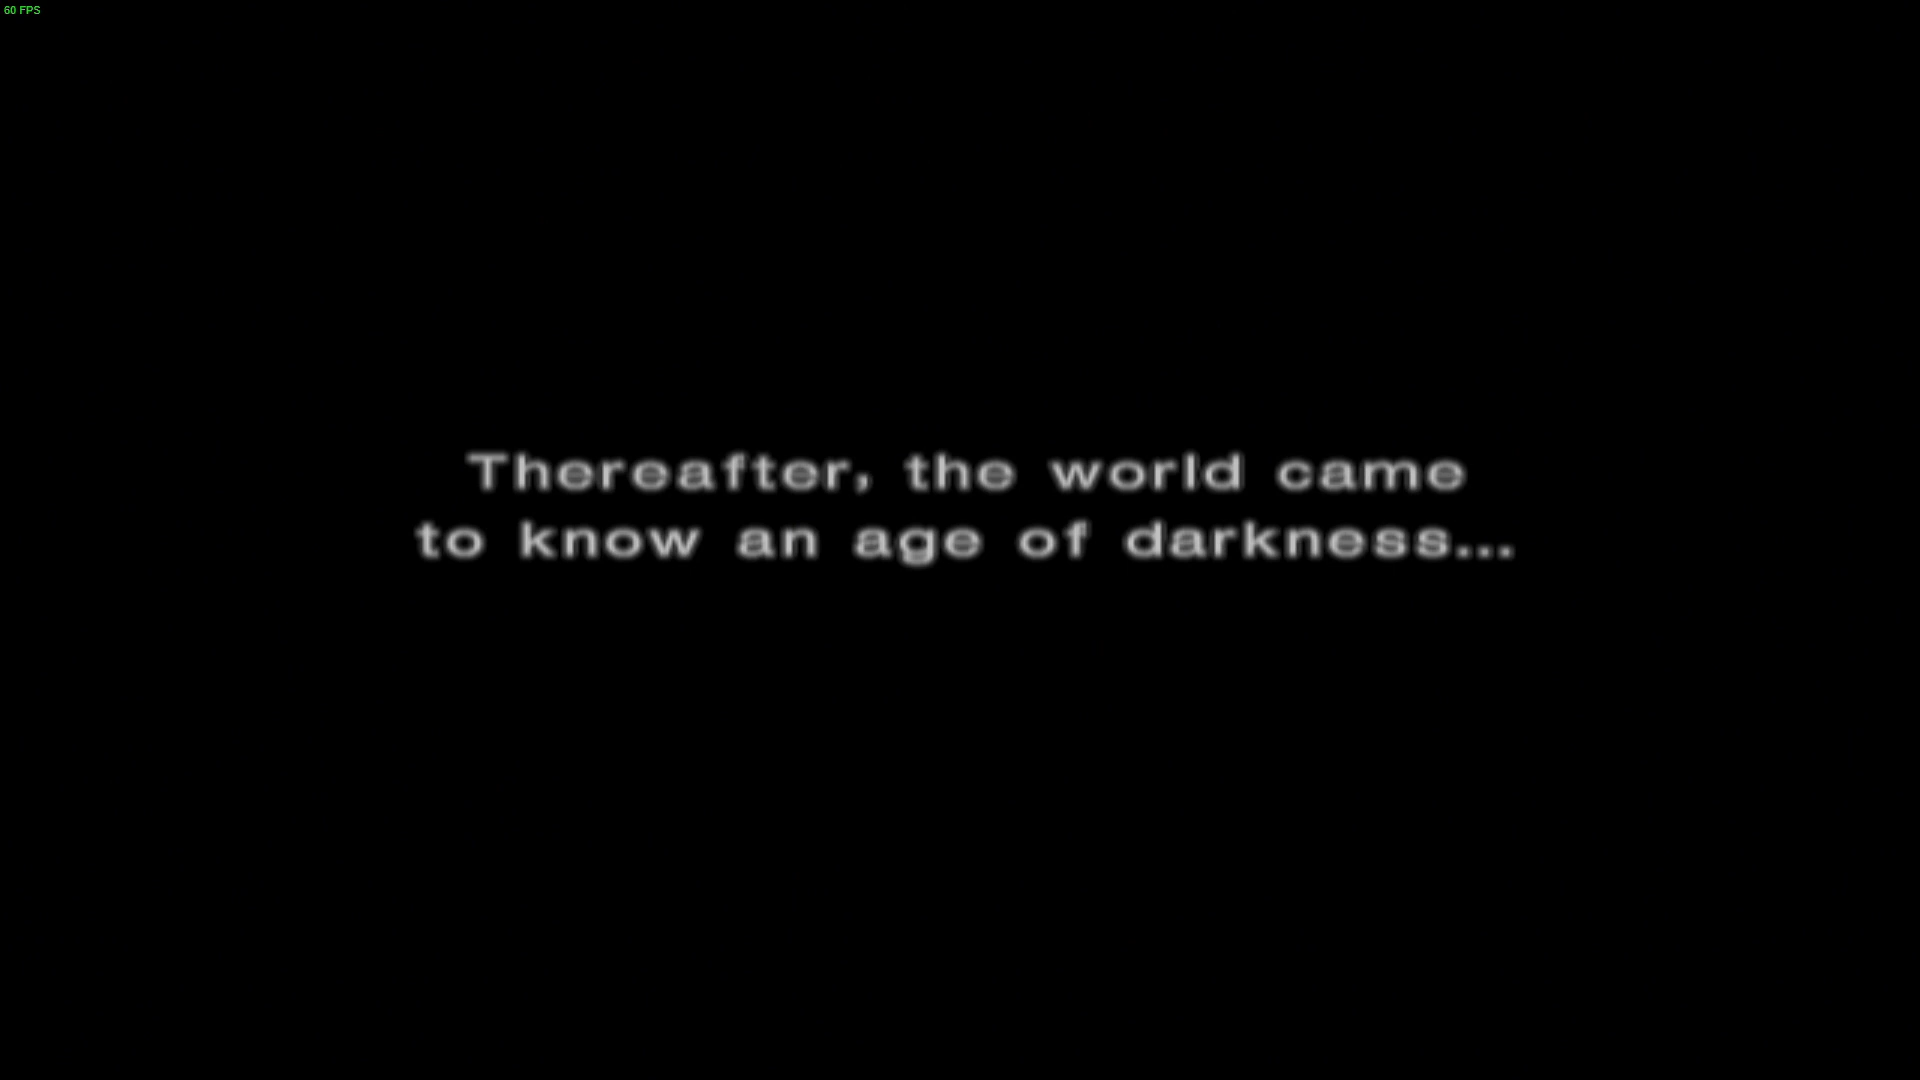 60 FPS
Thereafter, the world came
to know an age of darkness...